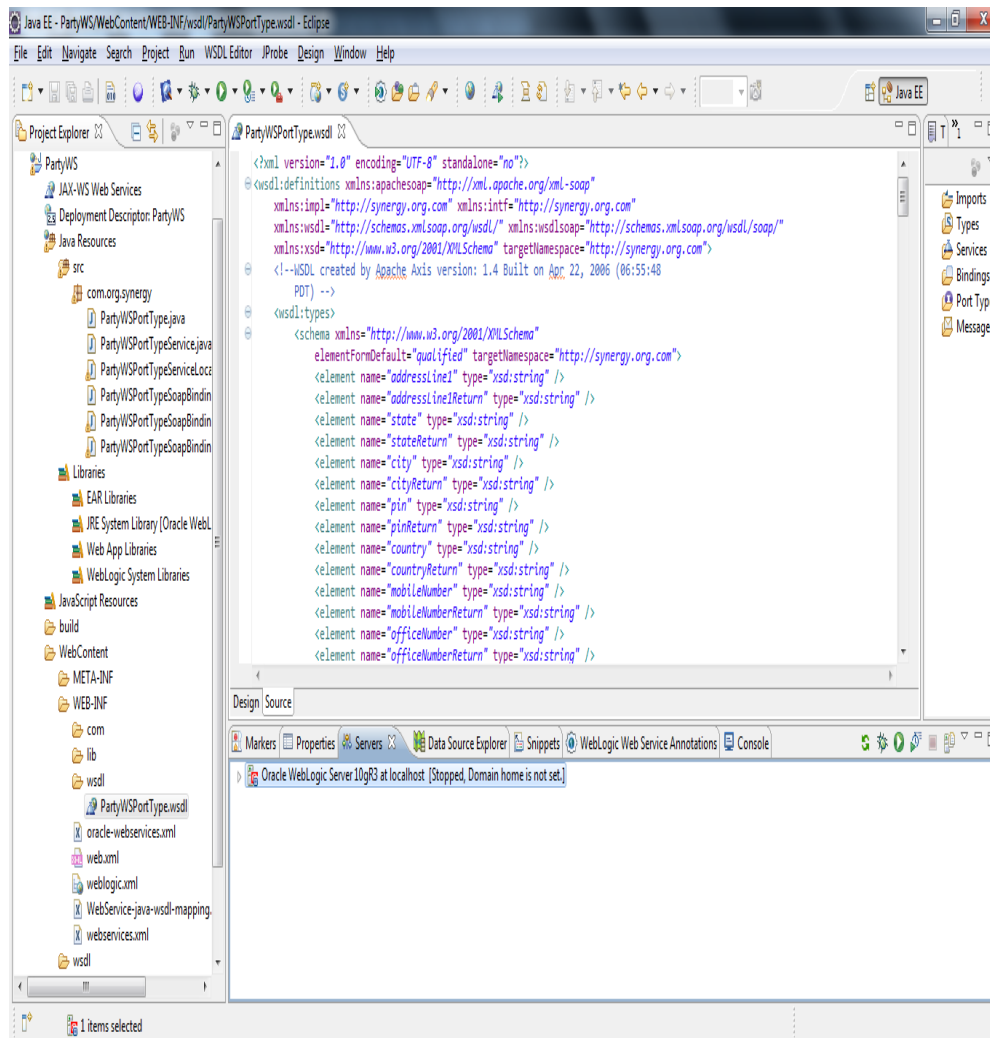 Java EE - PartyWS/WebContent/WEB-INF/wsdl/PartyWSPortType.wsdl - Eclipse
File Edit Navigate Search Project Run WSDL Editor JProbe Design Window Help
Java EE
Project Explorer
PartyWS
JAX-WS Web Services
Deployment Descriptor: PartyWS
Java Resources
src
com.org.synergy
PartyWSPortType.java
PartyWSPortTypeService.java
PartyWSPortTypeServiceLoca
PartyWSPortTypeSoapBindin
PartyWSPortTypeSoapBindin
PartyWSPortTypeSoapBindin
Libraries
EAR Libraries
JRE System Library [Oracle WebL
Web App Libraries
WebLogic System Libraries
JavaScript Resources
build
WebContent
META-INF
WEB-INF
com
lib
wsdl
PartyWSPortType.wsdl
oracle-webservices.xml
web.xml
weblogic.xml
WebService-java-wsdl-mapping.
webservices.xml
wsdl
PartyWSPortType.wsdl
<?xml version="1.0" encoding="UTF-8" standalone="no"?>
<wsdl:definitions xmlns:apachesoap="http://xml.apache.org/xml-soap"
xmlns:impl="http://synergy.org.com" xmlns:intf="http://synergy.org.com"
xmlns:wsdl="http://schemas.xmlsoap.org/wsdl/" xmlns:wsdlsoap="http://schemas.xmlsoap.org/wsdl/soap/"
xmlns:xsd="http://www.w3.org/2001/XMLSchema" targetNamespace="http://synergy.org.com">
<!--WSDL created by Apache Axis version: 1.4 Built on Apr 22, 2006 (06:55:48
PDT) -->
<wsdl:types>
<schema xmlns="http://www.w3.org/2001/XMLSchema"
elementFormDefault="qualified" targetNamespace="http://synergy.org.com">
<element name="addressLine1" type="xsd:string" />
<element name="addressLine1Return" type="xsd:string" />
<element name="state" type="xsd:string" />
<element name="stateReturn" type="xsd:string" />
<element name="city" type="xsd:string" />
<element name="cityReturn" type="xsd:string" />
<element name="pin" type="xsd:string" />
<element name="pinReturn" type="xsd:string" />
<element name="country" type="xsd:string" />
<element name="countryReturn" type="xsd:string" />
<element name="mobileNumber" type="xsd:string" />
<element name="mobileNumberReturn" type="xsd:string" />
<element name="officeNumber" type="xsd:string" />
<element name="officeNumberReturn" type="xsd:string" />
Design Source
T 1
Imports
Types
Services
Bindings
Port Typ
Message
Markers Properties Servers Data Source Explorer Snippets WebLogic Web Service Annotations Console
Oracle WebLogic Server 10gR3 at localhost [Stopped, Domain home is not set.]
1 items selected